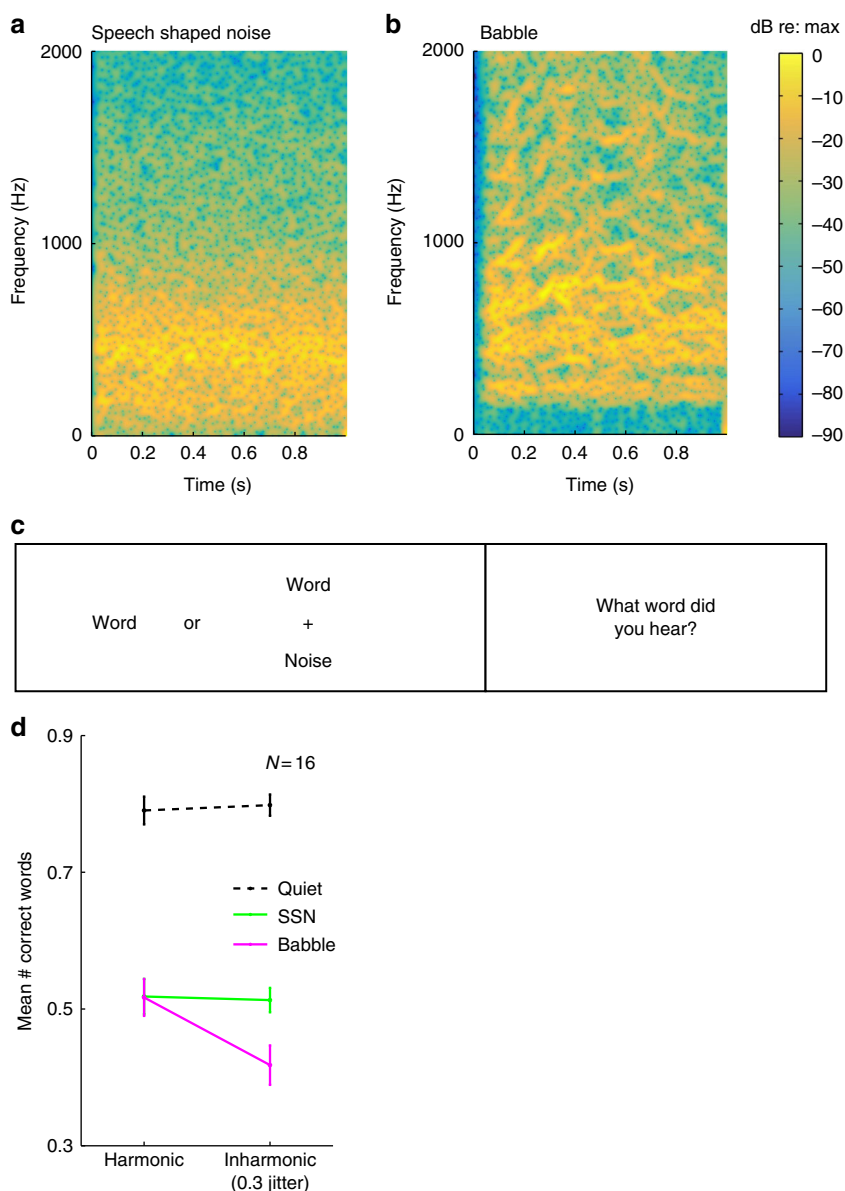 a
Speech shaped noise
2000
1000
0
Frequency (Hz)
0 0.2 0.4 0.6 0.8
Time (s)
b
Babble
2000
1000
0
Frequency (Hz)
0 0.2 0.4 0.6 0.8
Time (s)
dB re: max
0
−10
−20
−30
−40
−50
−60
−70
−80
−90
c
Word or
Word
+
Noise
What word did
you hear?
d
0.9
0.7
0.5
0.3
Mean # correct words
N=16
Quiet
SSN
Babble
Harmonic
Inharmonic
(0.3 jitter)